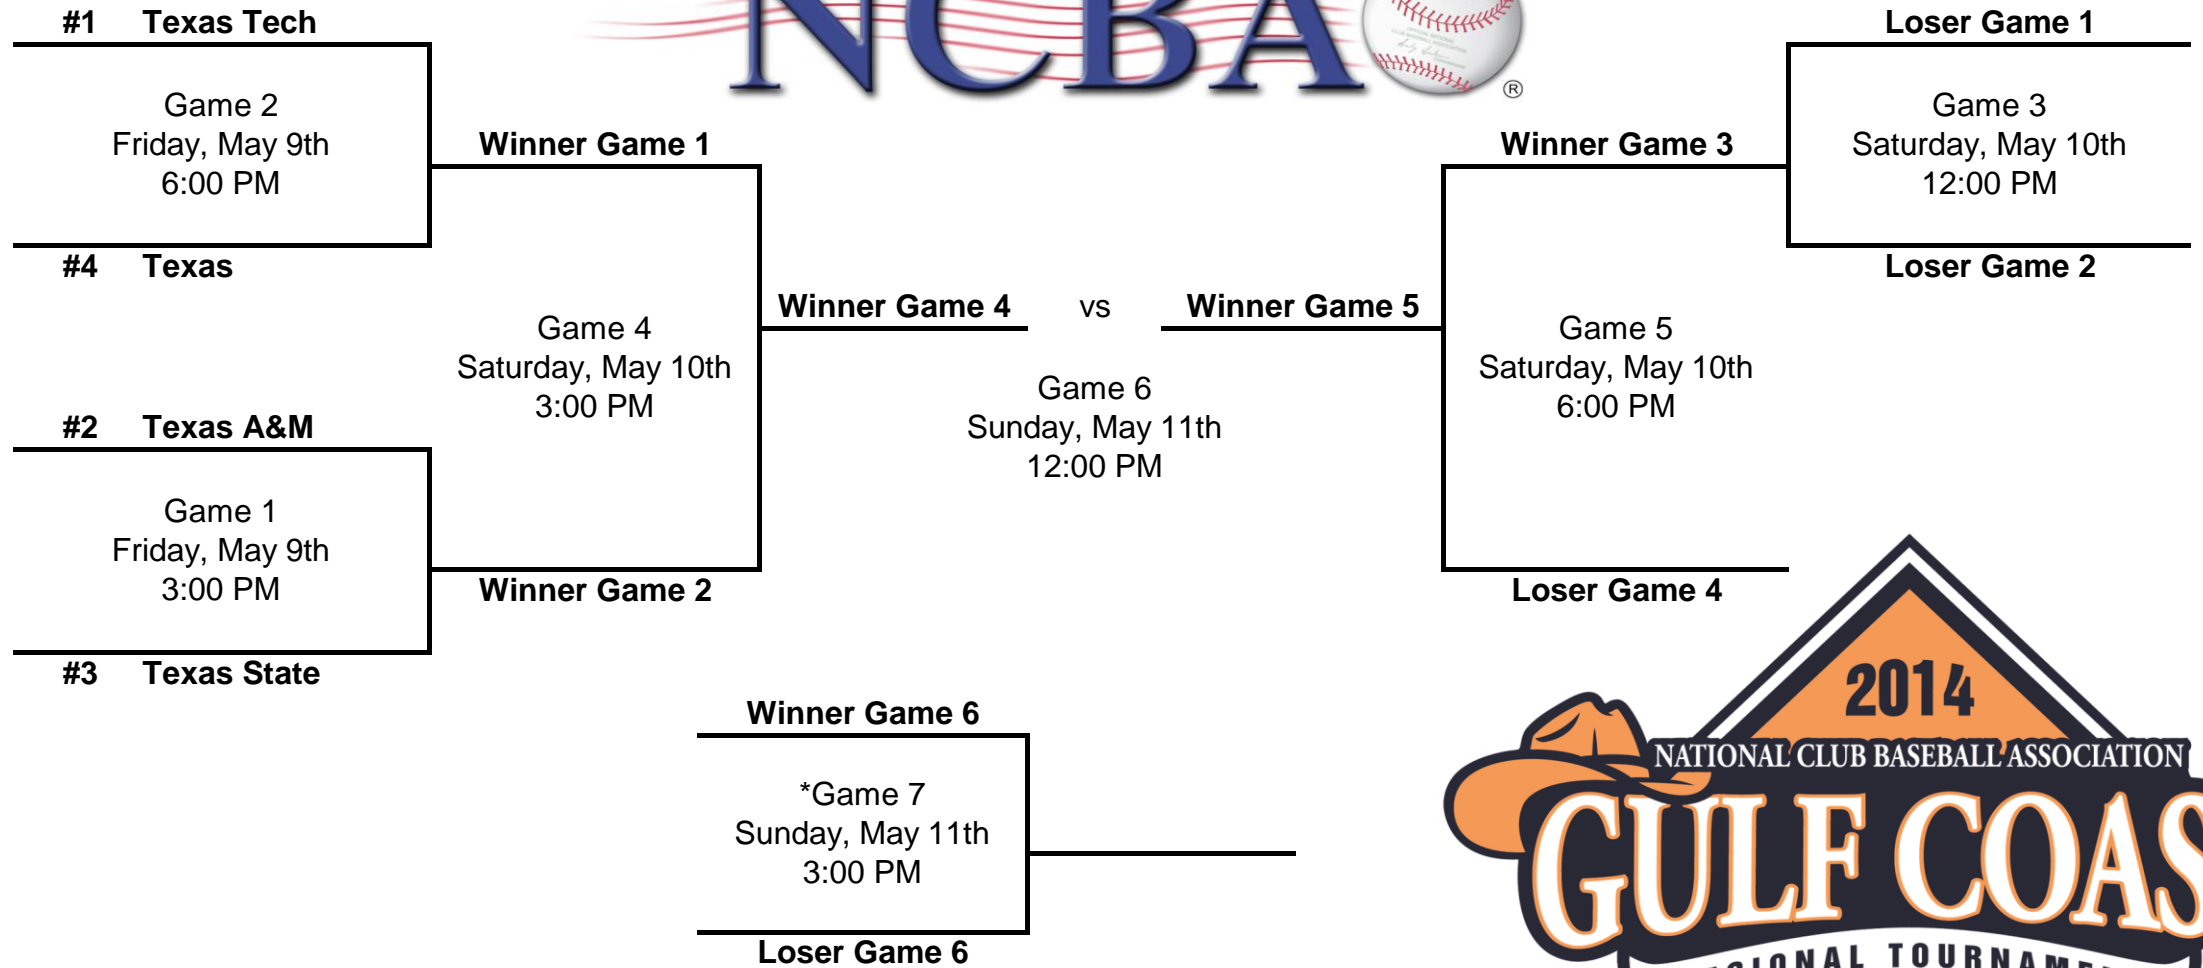 NCBA
®
#1 Texas Tech
Game 2
Friday, May 9th
6:00 PM
#4 Texas
Winner Game 1
Game 4
Saturday, May 10th
3:00 PM
Winner Game 2
#2 Texas A&M
Game 1
Friday, May 9th
3:00 PM
#3 Texas State
Winner Game 4 vs Winner Game 5
Game 6
Sunday, May 11th
12:00 PM
Loser Game 1
Game 3
Saturday, May 10th
12:00 PM
Loser Game 2
Winner Game 3
Game 5
Saturday, May 10th
6:00 PM
Loser Game 4
Winner Game 6
*Game 7
Sunday, May 11th
3:00 PM
Loser Game 6
2014
NATIONAL CLUB BASEBALL ASSOCIATION
GULF COAS
GIONAL TOURNAME